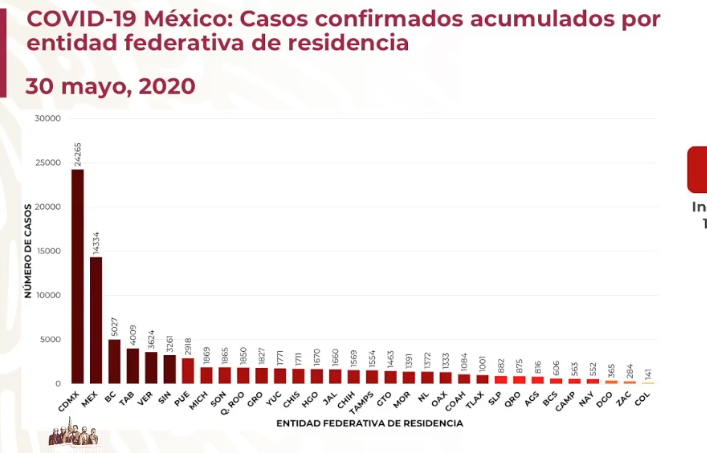 COVID-19 México: Casos confirmados acumulados por
entidad federativa de residencia
30 mayo, 2020
NÚMERO DE CASOS
30000
25000
20000
15000
10000
5000
0
24265
14334
5027
4009
3624
3261
2918
1869
1865
1850
1827
1771
1711
1670
1660
1569
1554
1463
1391
1372
1333
1084
1001
882
875
816
606
563
552
365
284
141
CDMX
MEX
BC
TAB
VER
SIN
PUE
MICH
SON
Q. ROO
GRO
YUC
CHIS
HGO
JAL
CHIH
TAMPS
GTO
MOR
NL
OAX
COAH
TLAX
SLP
QRO
AGS
BCS
CAMP
NAY
DGO
ZAC
COL
ENTIDAD FEDERATIVA DE RESIDENCIA